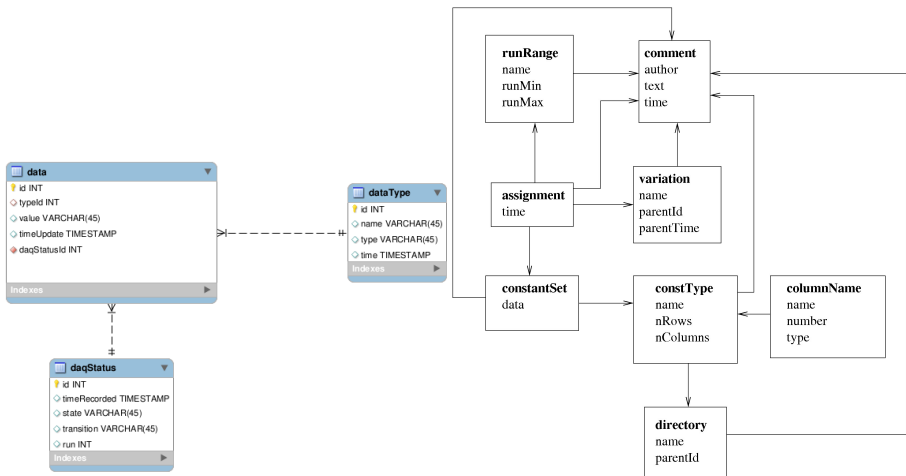 data
id INT
typeId INT
value VARCHAR(45)
timeUpdate TIMESTAMP
daqStatusId INT
Indexes
daqStatus
id INT
timeRecorded TIMESTAMP
state VARCHAR(45)
transition VARCHAR(45)
run INT
Indexes
dataType
id INT
name VARCHAR(45)
type VARCHAR(45)
time TIMESTAMP
Indexes
runRange
name
runMin
runMax
comment
author
text
time
assignment
time
variation
name
parentId
parentTime
constantSet
data
constType
name
nRows
nColumns
columnName
name
number
type
directory
name
parentId